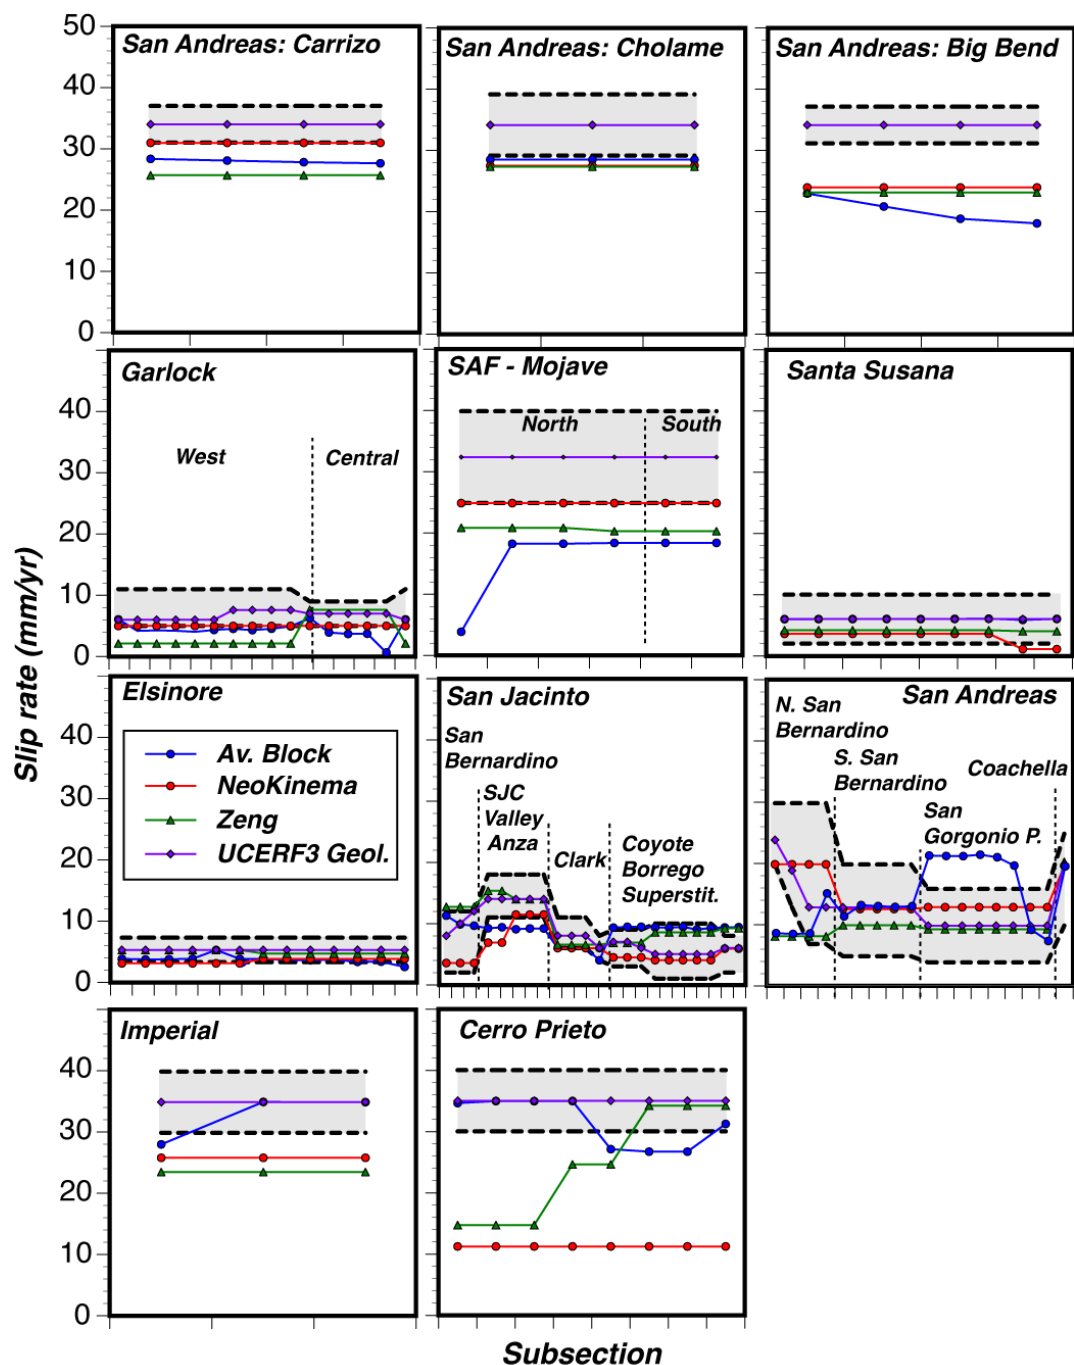 San Andreas: Carrizo
San Andreas: Cholame
San Andreas: Big Bend
50
40
30
20
10
0
Garlock
West
Central
SAF - Mojave
North
South
Santa Susana
40
30
20
10
0
Slip rate (mm/yr)
Elsinore
Av. Block
NeoKinema
Zeng
UCERF3 Geol.
San Jacinto
San
Bernardino
SJC
Valley
Anza
Clark
Coyote
Borrego
Superstit.
San Andreas
N. San
Bernardino
S. San
Bernardino
Coachella
San
Gorgonio P.
40
30
20
10
0
Imperial
Cerro Prieto
40
30
20
10
0
Subsection